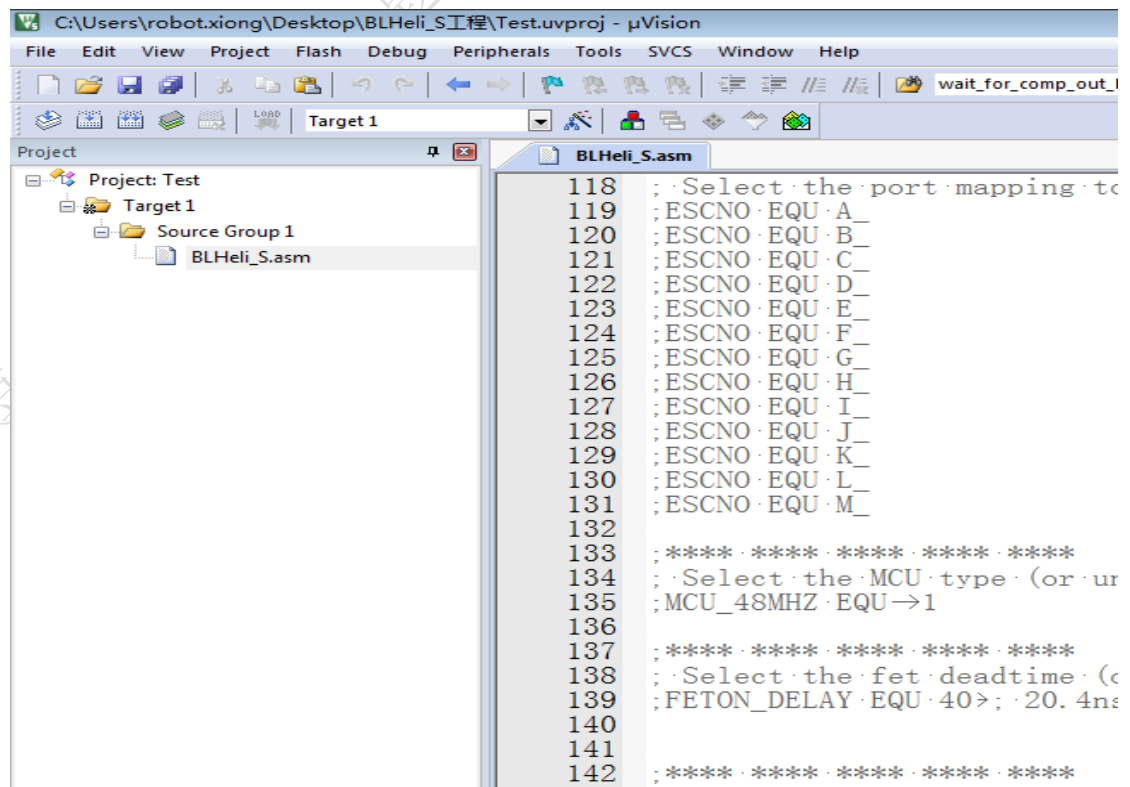 C:\Users\robot.xiong\Desktop\BLHeli_S工程\Test.uvproj - µVision
File Edit View Project Flash Debug Peripherals Tools SVCS Window Help
wait_for_comp_out_
LOAD Target 1
Project
BLHeli_S.asm
Project: Test
Target 1
Source Group 1
BLHeli_S.asm
118 ; Select the port mapping to
119 ;ESCNO EQU A_
120 ;ESCNO EQU B_
121 ;ESCNO EQU C_
122 ;ESCNO EQU D_
123 ;ESCNO EQU E_
124 ;ESCNO EQU F_
125 ;ESCNO EQU G_
126 ;ESCNO EQU H_
127 ;ESCNO EQU I_
128 ;ESCNO EQU J_
129 ;ESCNO EQU K_
130 ;ESCNO EQU L_
131 ;ESCNO EQU M_
132
133 ;**** **** **** **** ****
134 ; Select the MCU type (or un
135 ;MCU_48MHZ EQU→1
136
137 ;**** **** **** **** ****
138 ; Select the fet deadtime (o
139 ;FETON_DELAY EQU 40>; 20.4ns
140
141
142 ;**** **** **** **** ****